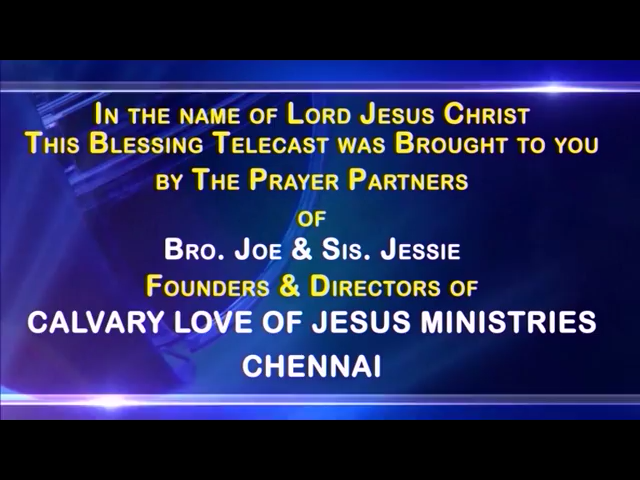 In the name of Lord Jesus Christ
This Blessing Telecast was Brought to you
by The Prayer Partners
of
Bro. Joe & Sis. Jessie
Founders & Directors of
CALVARY LOVE OF JESUS MINISTRIES
CHENNAI